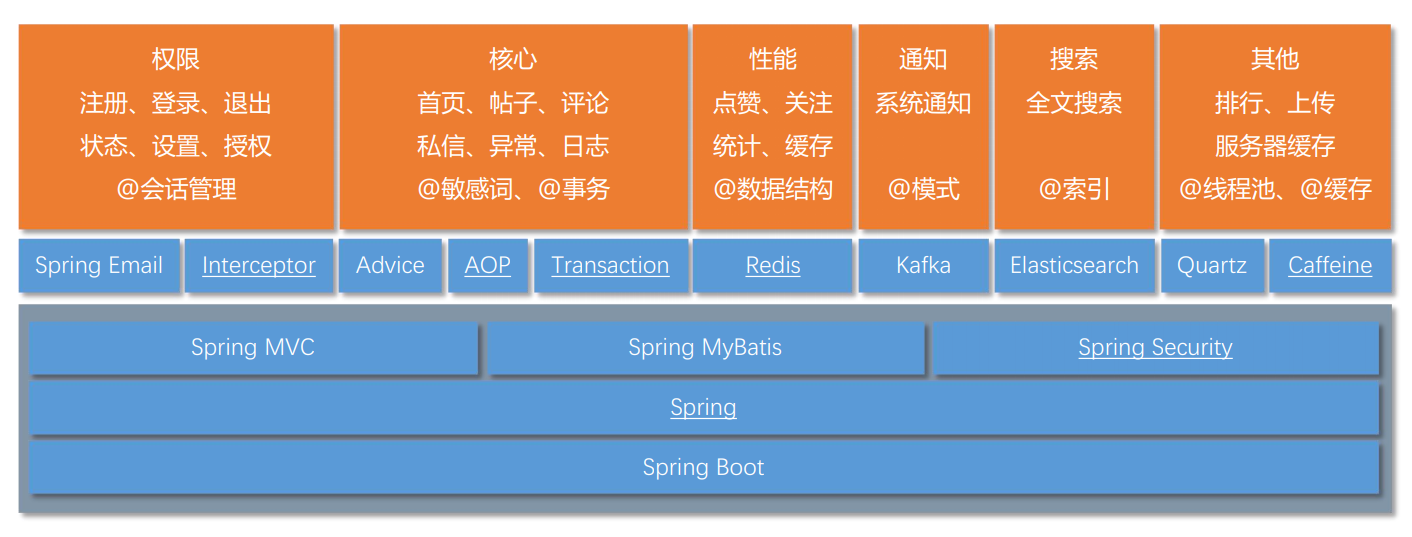 权限
注册、登录、退出
状态、设置、授权
@会话管理
核心
首页、帖子、评论
私信、异常、日志
@敏感词、@事务
性能
点赞、关注
统计、缓存
@数据结构
通知
系统通知
@模式
搜索
全文搜索
@索引
其他
排行、上传
服务器缓存
@线程池、@缓存
Spring Email
Interceptor
Advice
AOP
Transaction
Redis
Kafka
Elasticsearch
Quartz
Caffeine
Spring MVC
Spring MyBatis
Spring Security
Spring
Spring Boot